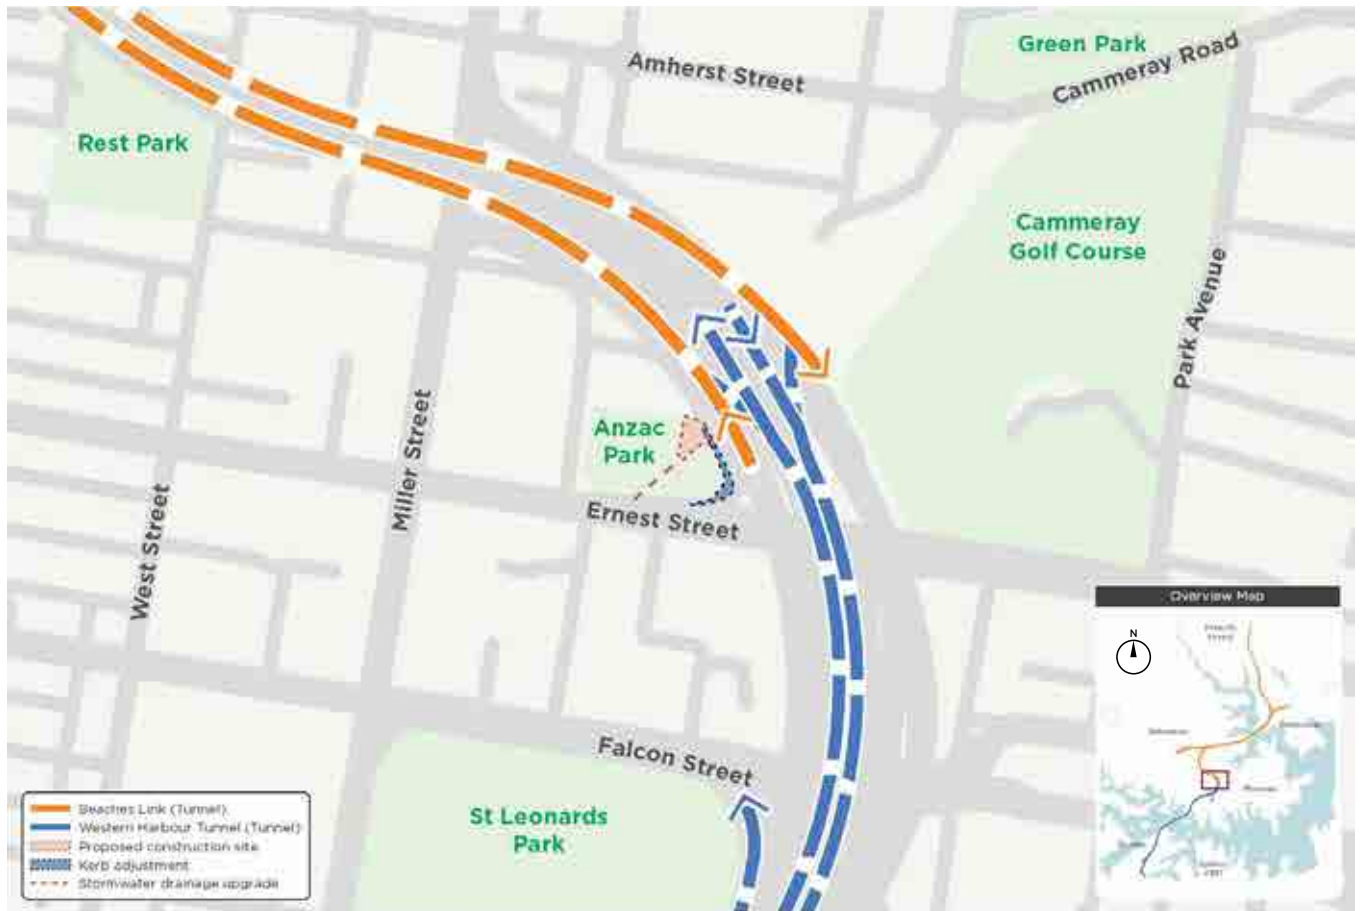 Green Park
Amherst Street
Cammeray Road
Rest Park
Cammeray
Golf Course
Park Avenue
Anzac
Park
Miller Street
West Street
Ernest Street
Falcon Street
St Leonards
Park
Beaches Link (Tunnel)
Western Harbour Tunnel (Tunnel)
Proposed construction site
Kerb adjustment
Stormwater drainage upgrade
Overview Map
N